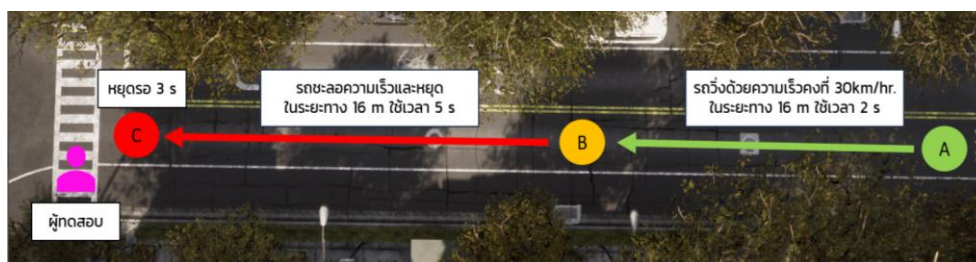 หยุดรอ 3 s
รถชะลอความเร็วและหยุด
ในระยะทาง 16 m ใช้เวลา 5 s
รถวิ่งด้วยความเร็วคงที่ 30km/hr.
ในระยะทาง 16 m ใช้เวลา 2 s
C
B
A
ผู้ทดสอบ